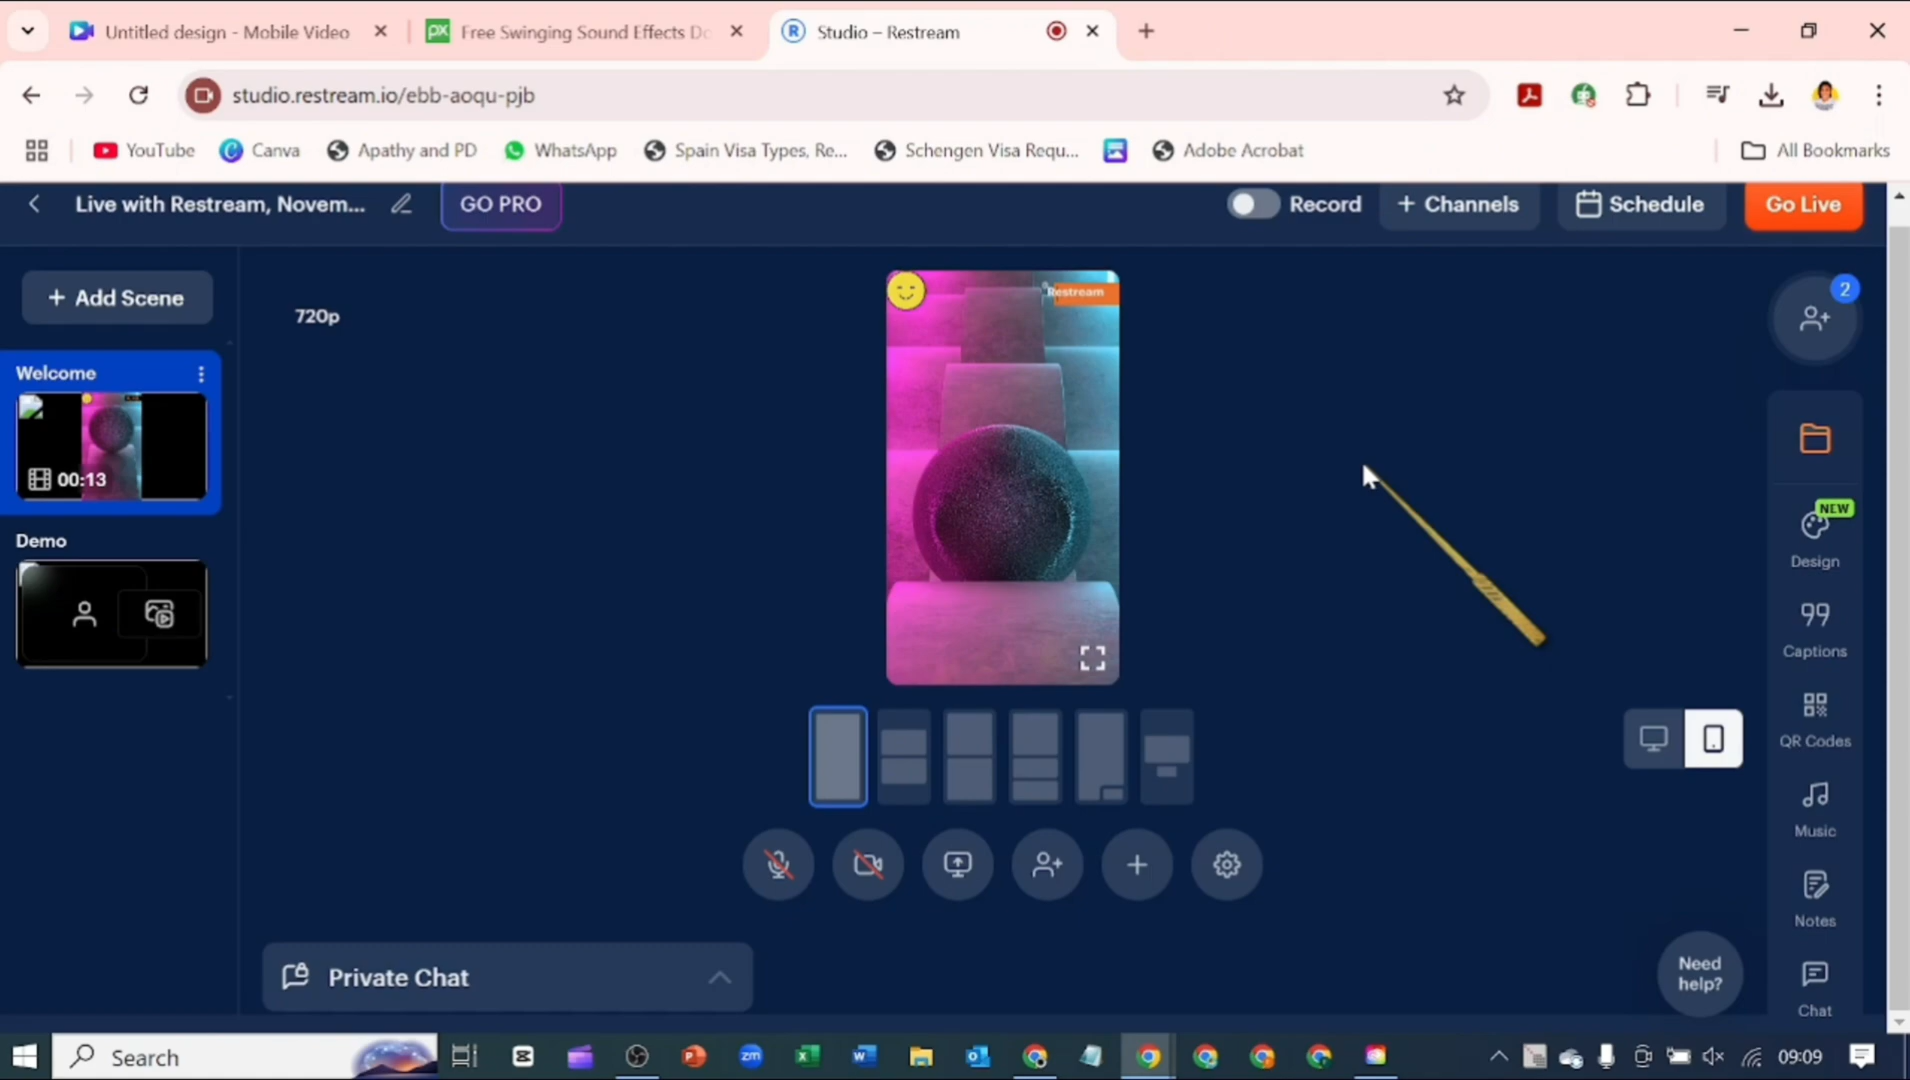 Untitled design - Mobile Video
Free Swinging Sound Effects Do
Studio – Restream
studio.restream.io/ebb-aoqu-pjb
YouTube
Canva
Apathy and PD
WhatsApp
Spain Visa Types, Re...
Schengen Visa Requ...
Adobe Acrobat
All Bookmarks
Live with Restream, Novem...
GO PRO
Record
+ Channels
Schedule
Go Live
+ Add Scene
720p
Restream
2
Welcome
00:13
Demo
NEW
Design
Captions
QR Codes
Music
Notes
Chat
Need
help?
Private Chat
Search
09:09